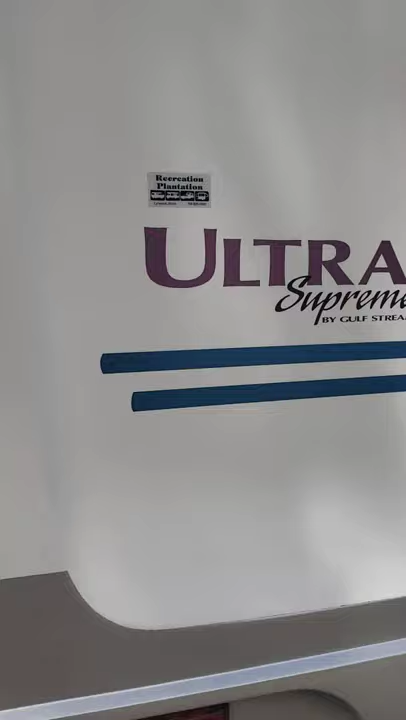 Recreation
Plantation
ULTRA
Supreme
BY GULF STREA